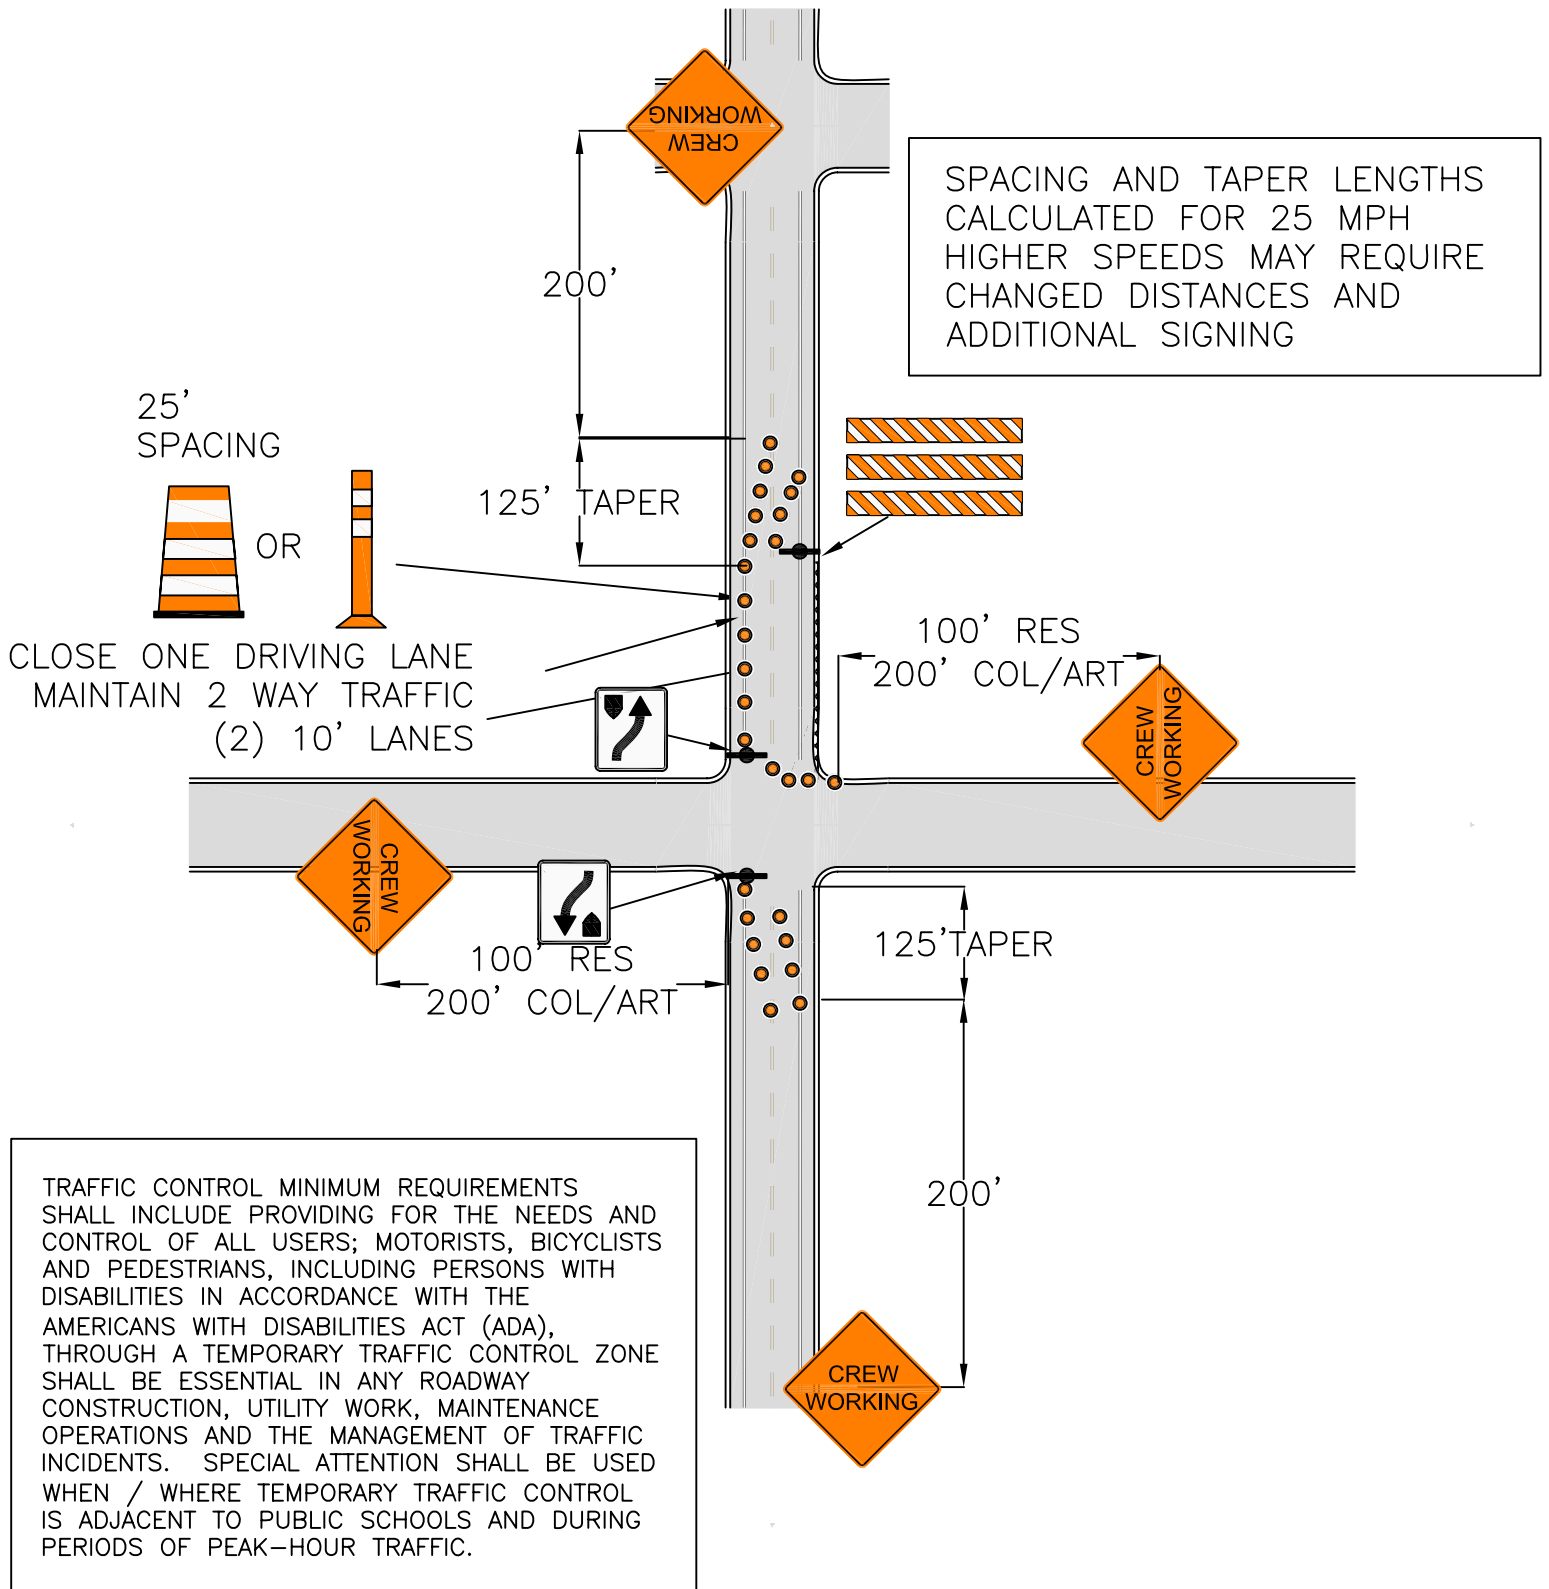 WORKING
CREW
SPACING AND TAPER LENGTHS
CALCULATED FOR 25 MPH
HIGHER SPEEDS MAY REQUIRE
CHANGED DISTANCES AND
ADDITIONAL SIGNING
200'
25'
SPACING
125' TAPER
OR
CLOSE ONE DRIVING LANE
MAINTAIN 2 WAY TRAFFIC
(2) 10' LANES
100' RES
200' COL/ART
CREW
WORKING
CREW
WORKING
100' RES
200' COL/ART
125'TAPER
200'
CREW
WORKING
TRAFFIC CONTROL MINIMUM REQUIREMENTS
SHALL INCLUDE PROVIDING FOR THE NEEDS AND
CONTROL OF ALL USERS; MOTORISTS, BICYCLISTS
AND PEDESTRIANS, INCLUDING PERSONS WITH
DISABILITIES IN ACCORDANCE WITH THE
AMERICANS WITH DISABILITIES ACT (ADA),
THROUGH A TEMPORARY TRAFFIC CONTROL ZONE
SHALL BE ESSENTIAL IN ANY ROADWAY
CONSTRUCTION, UTILITY WORK, MAINTENANCE
OPERATIONS AND THE MANAGEMENT OF TRAFFIC
INCIDENTS.  SPECIAL ATTENTION SHALL BE USED
WHEN / WHERE TEMPORARY TRAFFIC CONTROL
IS ADJACENT TO PUBLIC SCHOOLS AND DURING
PERIODS OF PEAK-HOUR TRAFFIC.